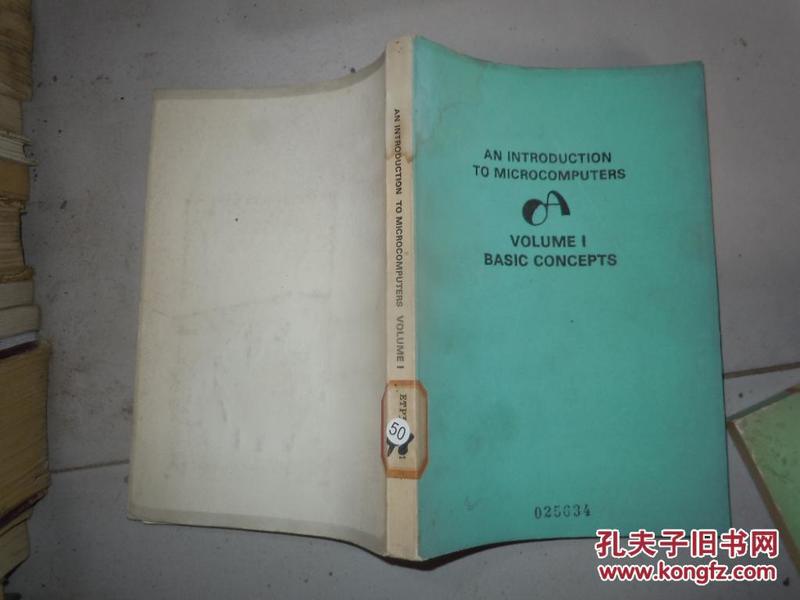 AN INTRODUCTION TO MICROCOMPUTERS VOLUME I
50
AN INTRODUCTION
TO MICROCOMPUTERS
VOLUME I
BASIC CONCEPTS
025634
孔夫子旧书网
www.kongfz.com